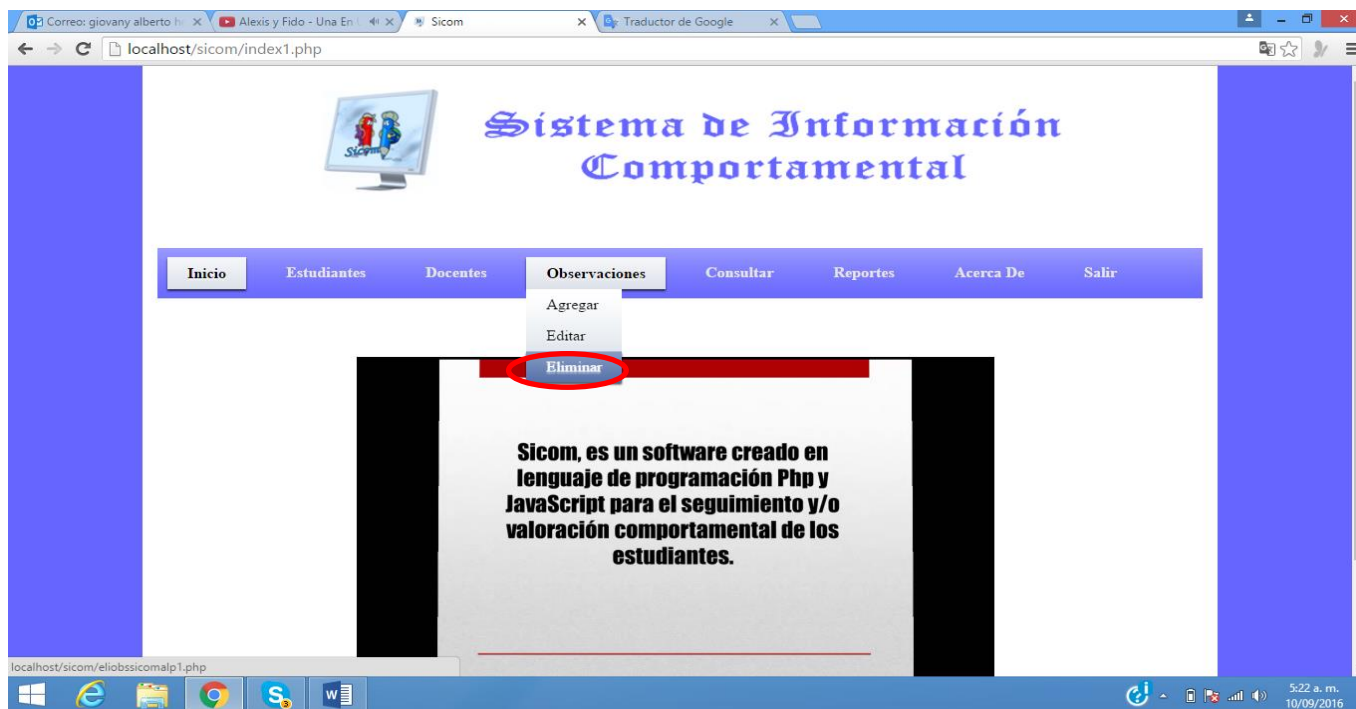 Correo: giovany alberto h
Alexis y Fido - Una En
Sicom
Traductor de Google
localhost/sicom/index1.php
Sicom
Sistema de Información
Comportamental
Inicio
Estudiantes
Docentes
Observaciones
Consultar
Reportes
Acerca De
Salir
Agregar
Editar
Eliminar
Sicom, es un software creado en
lenguaje de programación Php y
JavaScript para el seguimiento y/o
valoración comportamental de los
estudiantes.
localhost/sicom/eliobssicomalp1.php
5:22 a. m.
10/09/2016